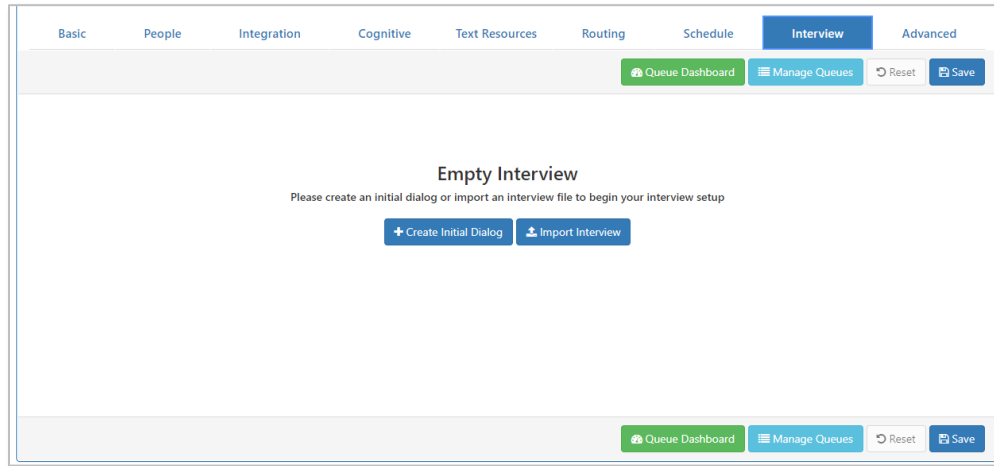 Basic People Integration Cognitive Text Resources Routing Schedule Interview Advanced
Queue Dashboard Manage Queues Reset Save
Empty Interview
Please create an initial dialog or import an interview file to begin your interview setup
Create Initial Dialog Import Interview
Queue Dashboard Manage Queues Reset Save